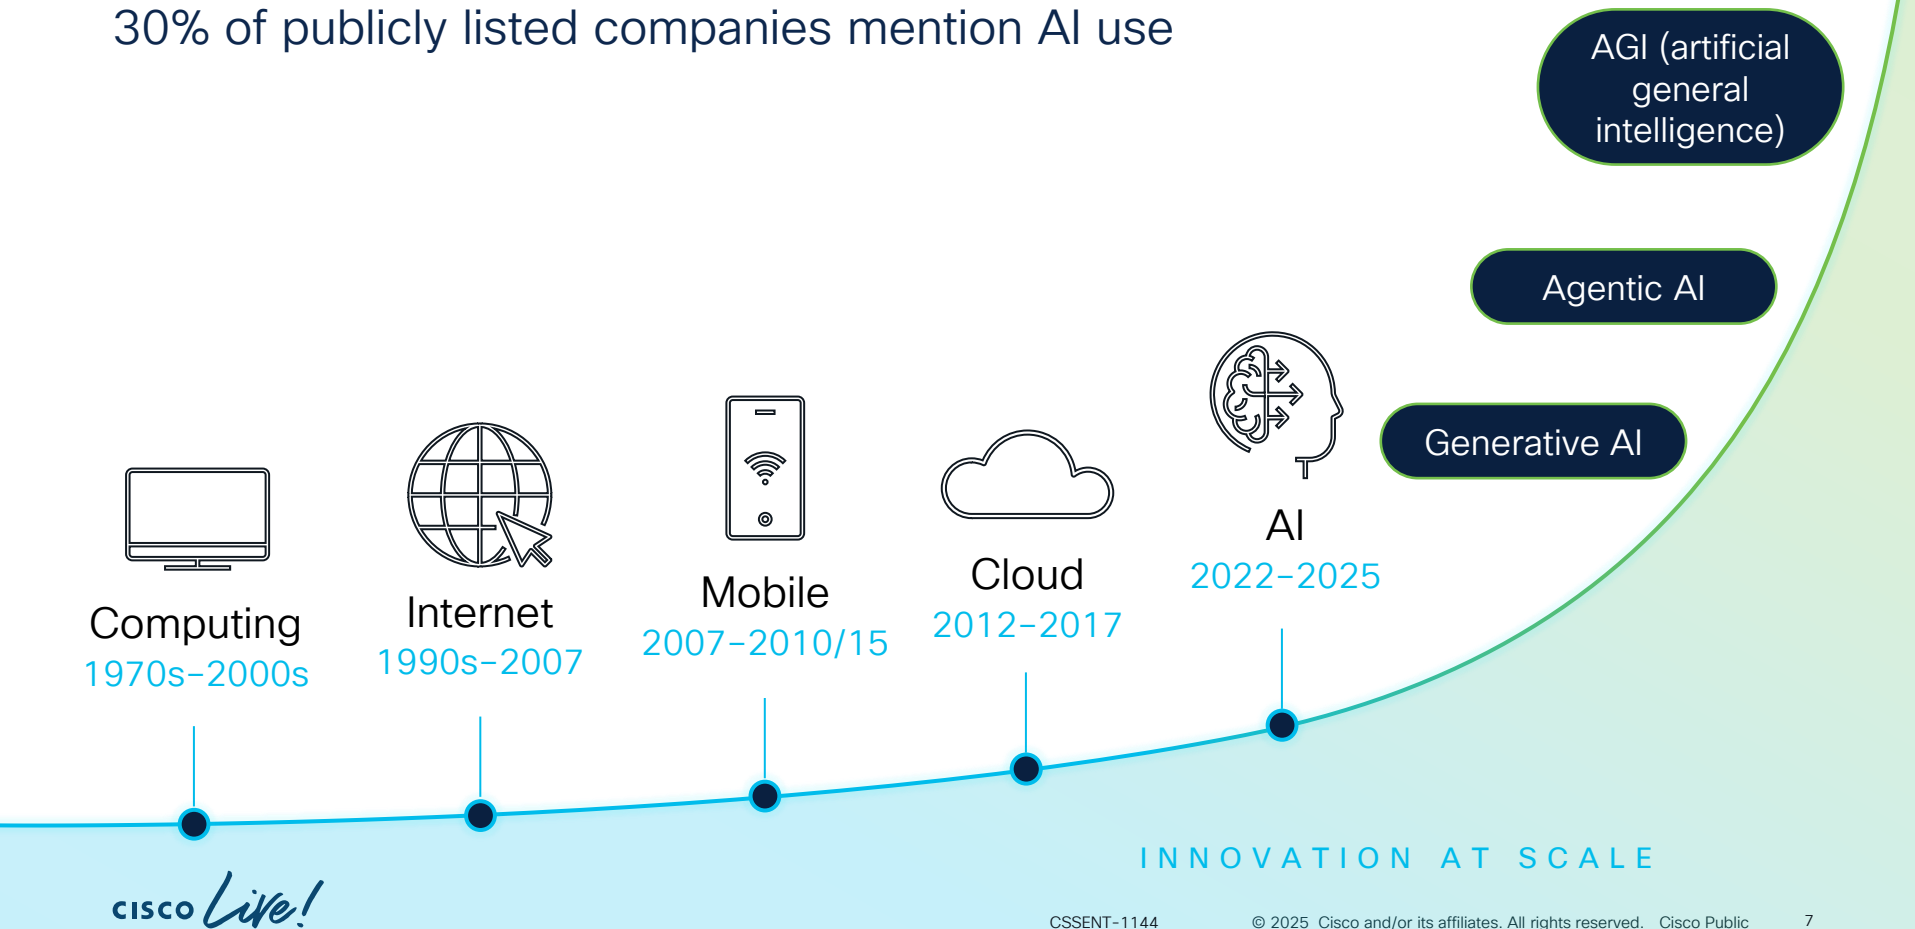 30% of publicly listed companies mention AI use
AGI (artificial
general
intelligence)
Agentic AI
Generative AI
Computing
1970s–2000s
Internet
1990s–2007
Mobile
2007–2010/15
Cloud
2012–2017
AI
2022–2025
INNOVATION AT SCALE
CISCO Live!
CSSENT-1144
© 2025 Cisco and/or its affiliates. All rights reserved. Cisco Public
7